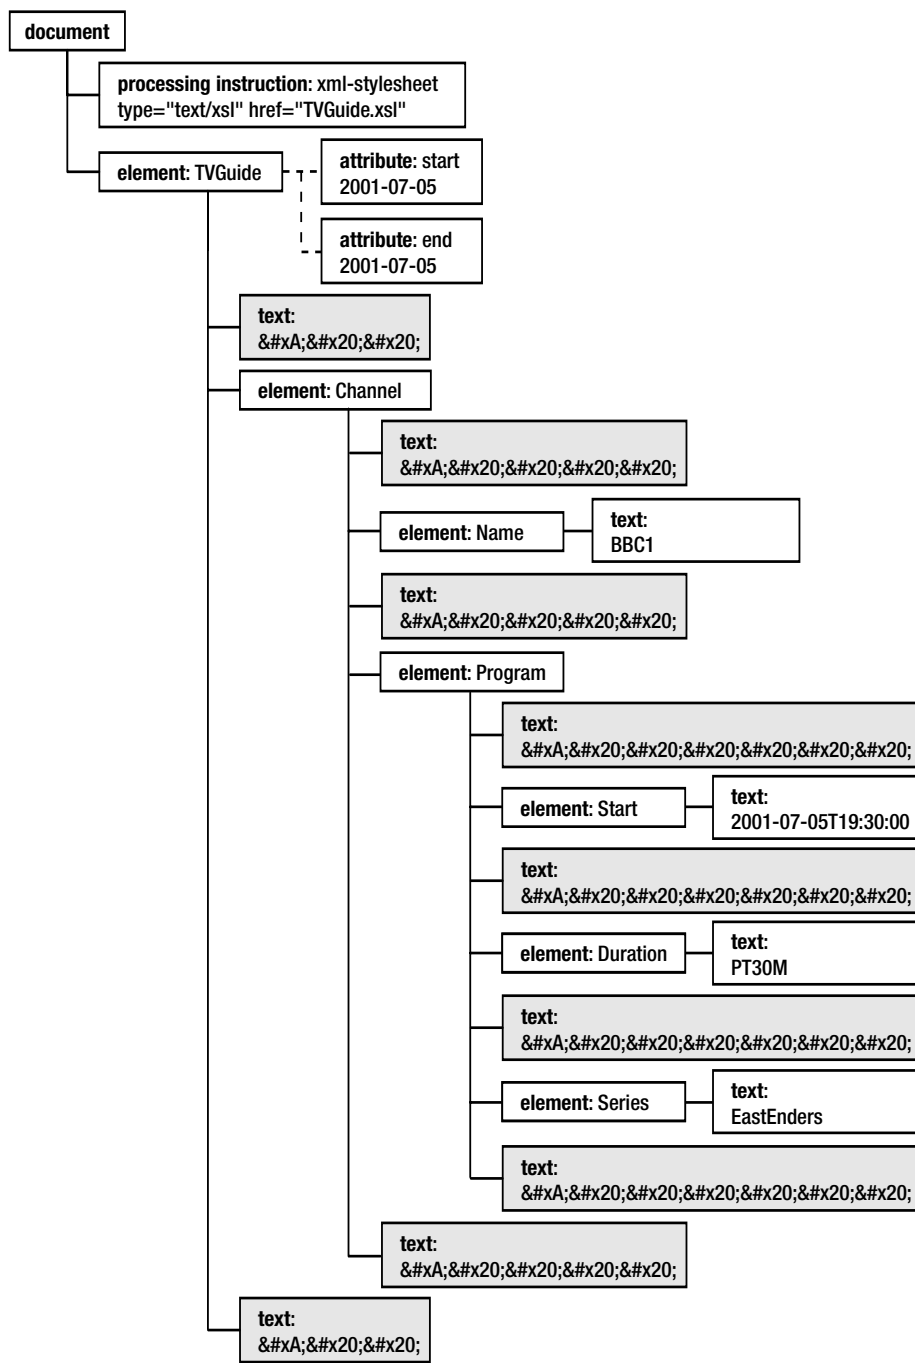 document
processing instruction: xml-stylesheet
type="text/xsl" href="TVGuide.xsl"
element: TVGuide
attribute: start
2001-07-05
attribute: end
2001-07-05
text:
&#xA;&#x20;&#x20;
element: Channel
text:
&#xA;&#x20;&#x20;&#x20;&#x20;
element: Name
text:
BBC1
text:
&#xA;&#x20;&#x20;&#x20;&#x20;
element: Program
text:
&#xA;&#x20;&#x20;&#x20;&#x20;&#x20;&#x20;
element: Start
text:
2001-07-05T19:30:00
text:
&#xA;&#x20;&#x20;&#x20;&#x20;&#x20;&#x20;
element: Duration
text:
PT30M
text:
&#xA;&#x20;&#x20;&#x20;&#x20;&#x20;&#x20;
element: Series
text:
EastEnders
text:
&#xA;&#x20;&#x20;&#x20;&#x20;&#x20;&#x20;
text:
&#xA;&#x20;&#x20;&#x20;&#x20;
text:
&#xA;&#x20;&#x20;